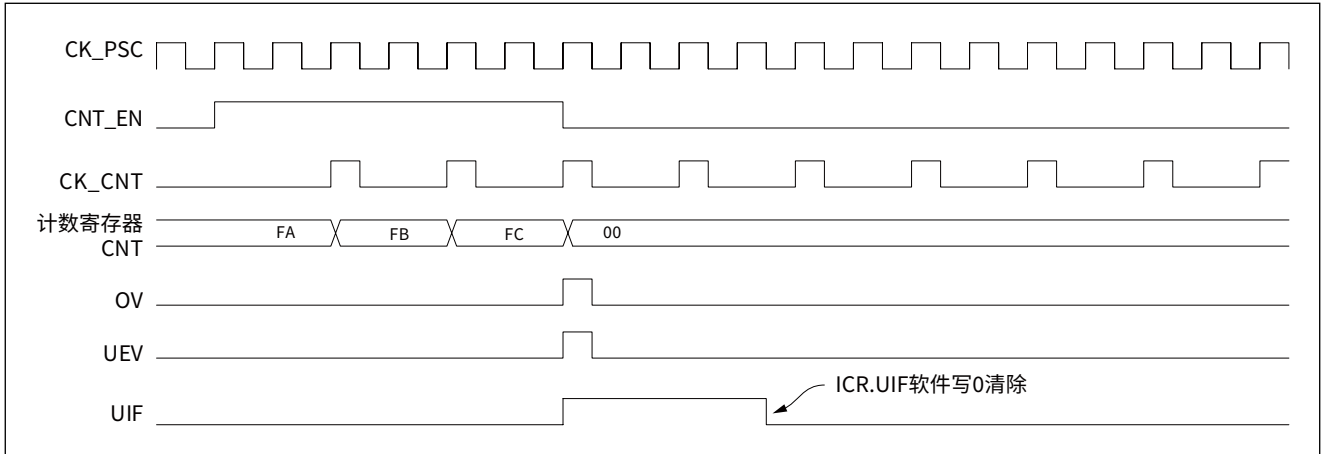 CK_PSC
CNT_EN
CK_CNT
计数寄存器
CNT
FA
FB
FC
00
OV
UEV
ICR.UIF软件写0清除
UIF